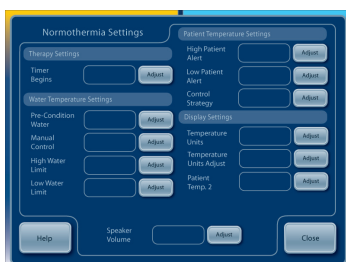 Normothermia Settings
Therapy Settings
Timer
Begins
Adjust
Water Temperature Settings
Pre-Condition
Water
Adjust
Manual
Control
Adjust
High Water
Limit
Adjust
Low Water
Limit
Adjust
Patient Temperature Settings
High Patient
Alert
Adjust
Low Patient
Alert
Adjust
Control
Strategy
Adjust
Display Settings
Temperature
Units
Adjust
Temperature
Units Adjust
Adjust
Patient
Temp. 2
Adjust
Help
Speaker
Volume
Adjust
Close